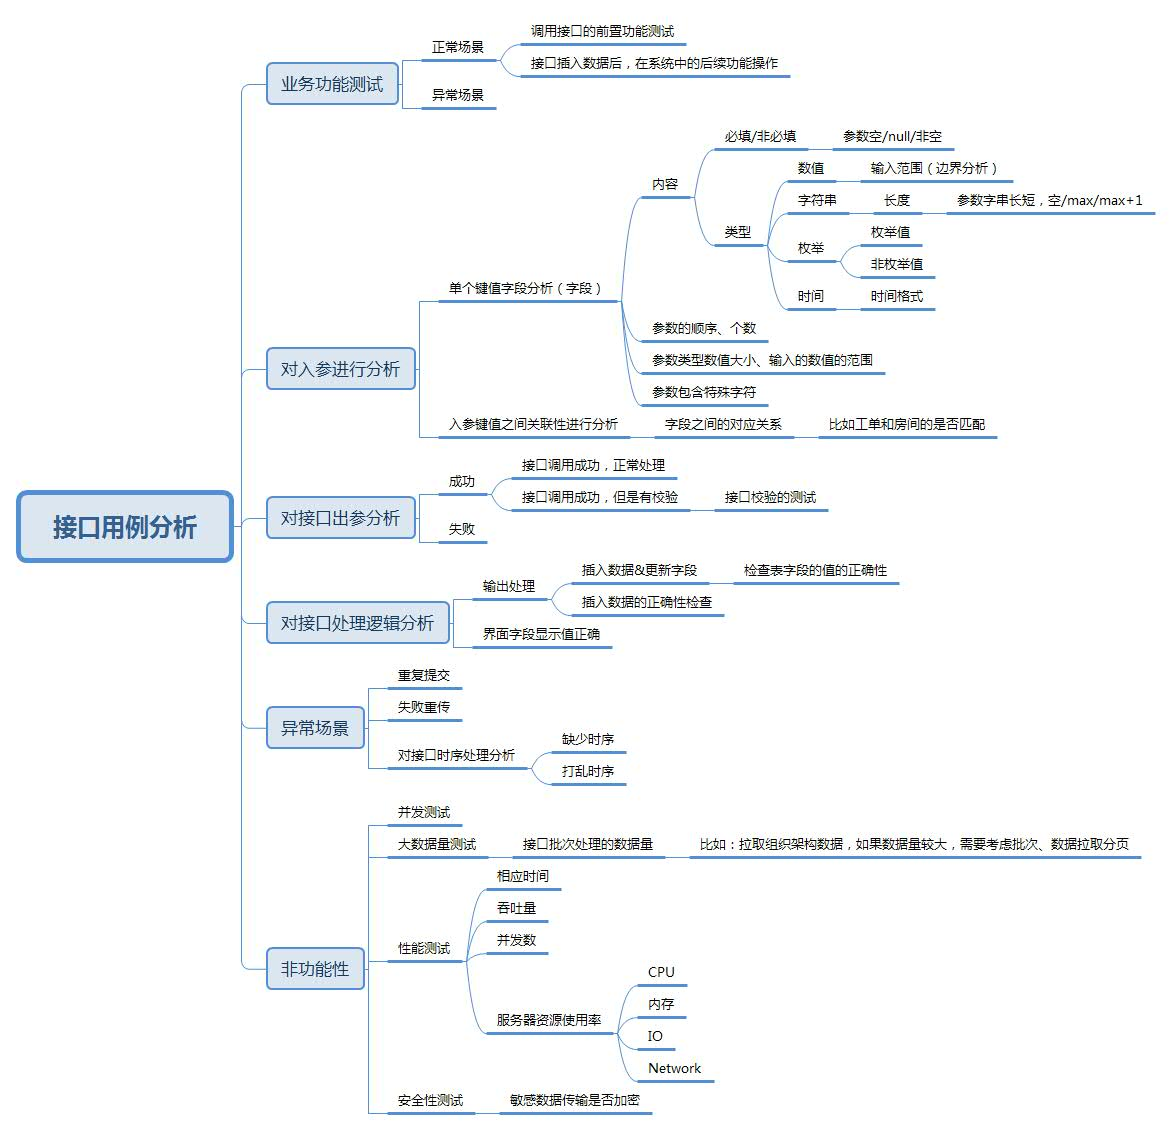 接口用例分析
业务功能测试
正常场景
调用接口的前置功能测试
接口插入数据后，在系统中的后续功能操作
异常场景
对入参进行分析
单个键值字段分析（字段）
内容
必填/非必填
参数空/null/非空
类型
数值
输入范围（边界分析）
字符串
长度
参数字串长短，空/max/max+1
枚举
枚举值
非枚举值
时间
时间格式
参数的顺序、个数
参数类型数值大小、输入的数值的范围
参数包含特殊字符
入参键值之间关联性进行分析
字段之间的对应关系
比如工单和房间的是否匹配
对接口出参分析
成功
接口调用成功，正常处理
接口调用成功，但是有校验
接口校验的测试
失败
对接口处理逻辑分析
输出处理
插入数据&更新字段
检查表字段的值的正确性
插入数据的正确性检查
界面字段显示值正确
异常场景
重复提交
失败重传
对接口时序处理分析
缺少时序
打乱时序
非功能性
并发测试
大数据量测试
接口批次处理的数据量
比如：拉取组织架构数据，如果数据量较大，需要考虑批次、数据拉取分页
性能测试
相应时间
吞吐量
并发数
服务器资源使用率
CPU
内存
IO
Network
安全性测试
敏感数据传输是否加密